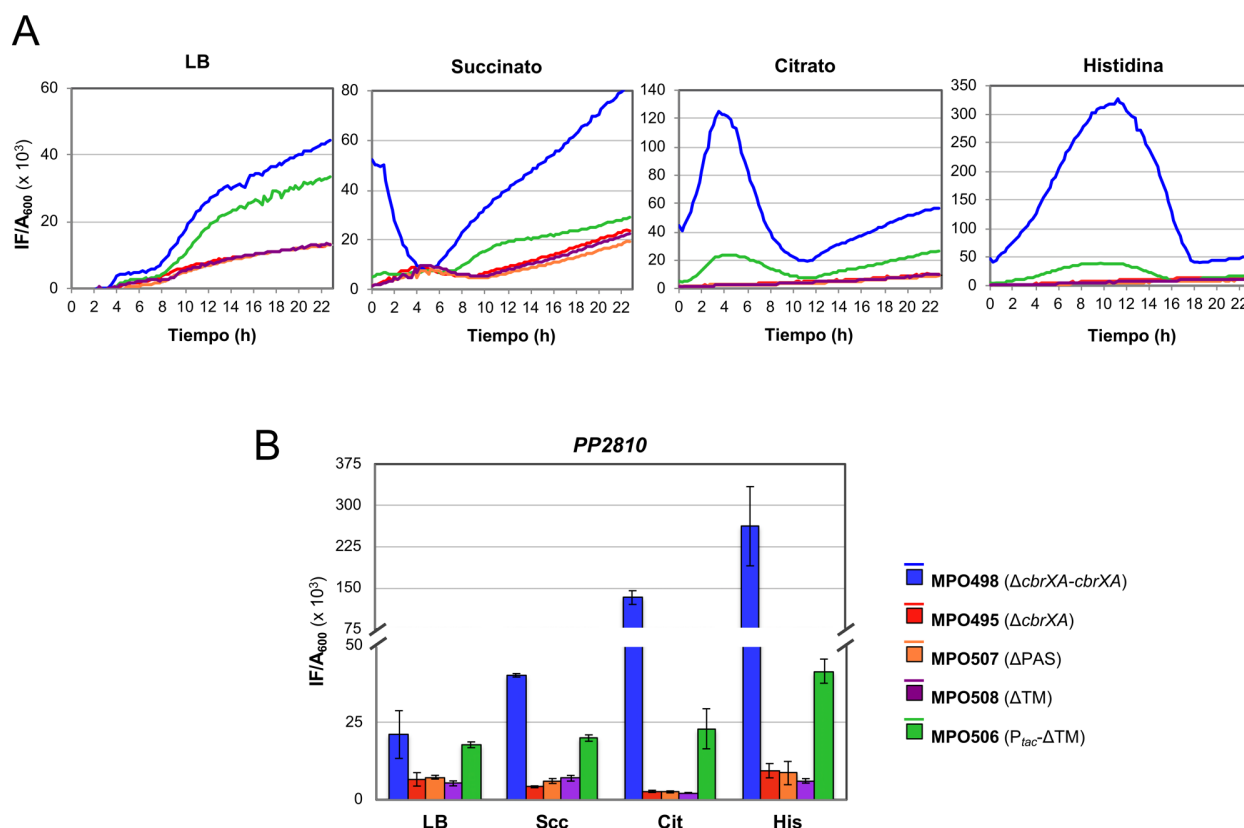 A
LB
Succinato
Citrato
Histidina
IF/A600 (x 10³)
60
40
20
0
0 2 4 6 8 10 12 14 16 18 20 22
Tiempo (h)
80
60
40
20
0
0 2 4 6 8 10 12 14 16 18 20 22
Tiempo (h)
140
120
100
80
60
40
20
0
0 2 4 6 8 10 12 14 16 18 20 22
Tiempo (h)
350
300
250
200
150
100
50
0
0 2 4 6 8 10 12 14 16 18 20 22
Tiempo (h)
B
PP2810
IF/A600 (x 10³)
375
300
225
150
75
50
25
0
LB Scc Cit His
MPO498 (ΔcbrXA-cbrXA)
MPO495 (ΔcbrXA)
MPO507 (ΔPAS)
MPO508 (ΔTM)
MPO506 (Ptac-ΔTM)